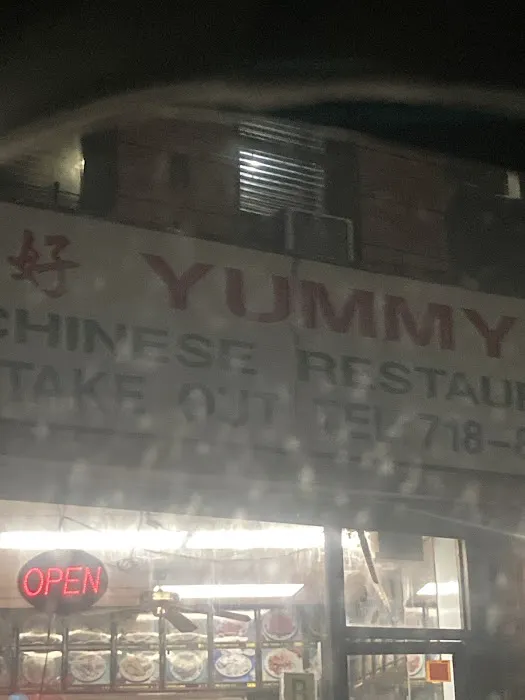 好 YUMMY
CHINESE RESTAU
TAKE OUT TEL 718-
OPEN
B